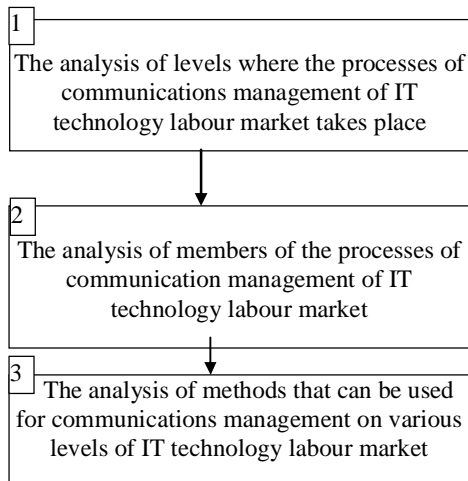 1
The analysis of levels where the processes of
communications management of IT
technology labour market takes place
2
The analysis of members of the processes of
communication management of IT
technology labour market
3
The analysis of methods that can be used
for communications management on various
levels of IT technology labour market